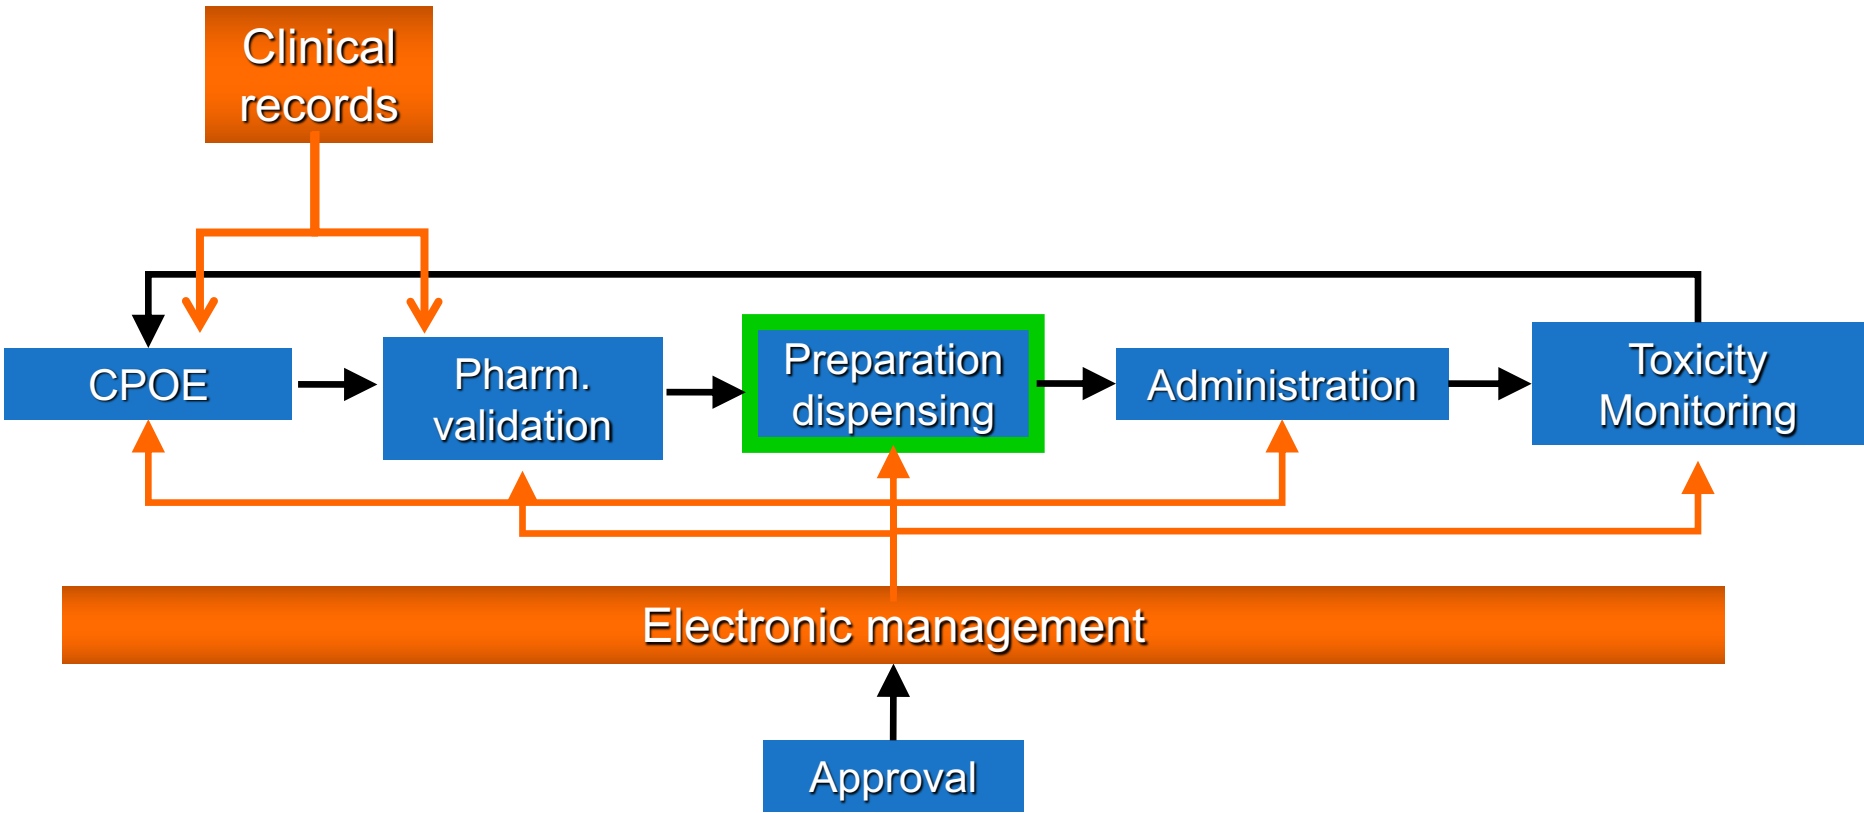 Clinical
records
CPOE
Pharm.
validation
Preparation
dispensing
Administration
Toxicity
Monitoring
Electronic management
Approval